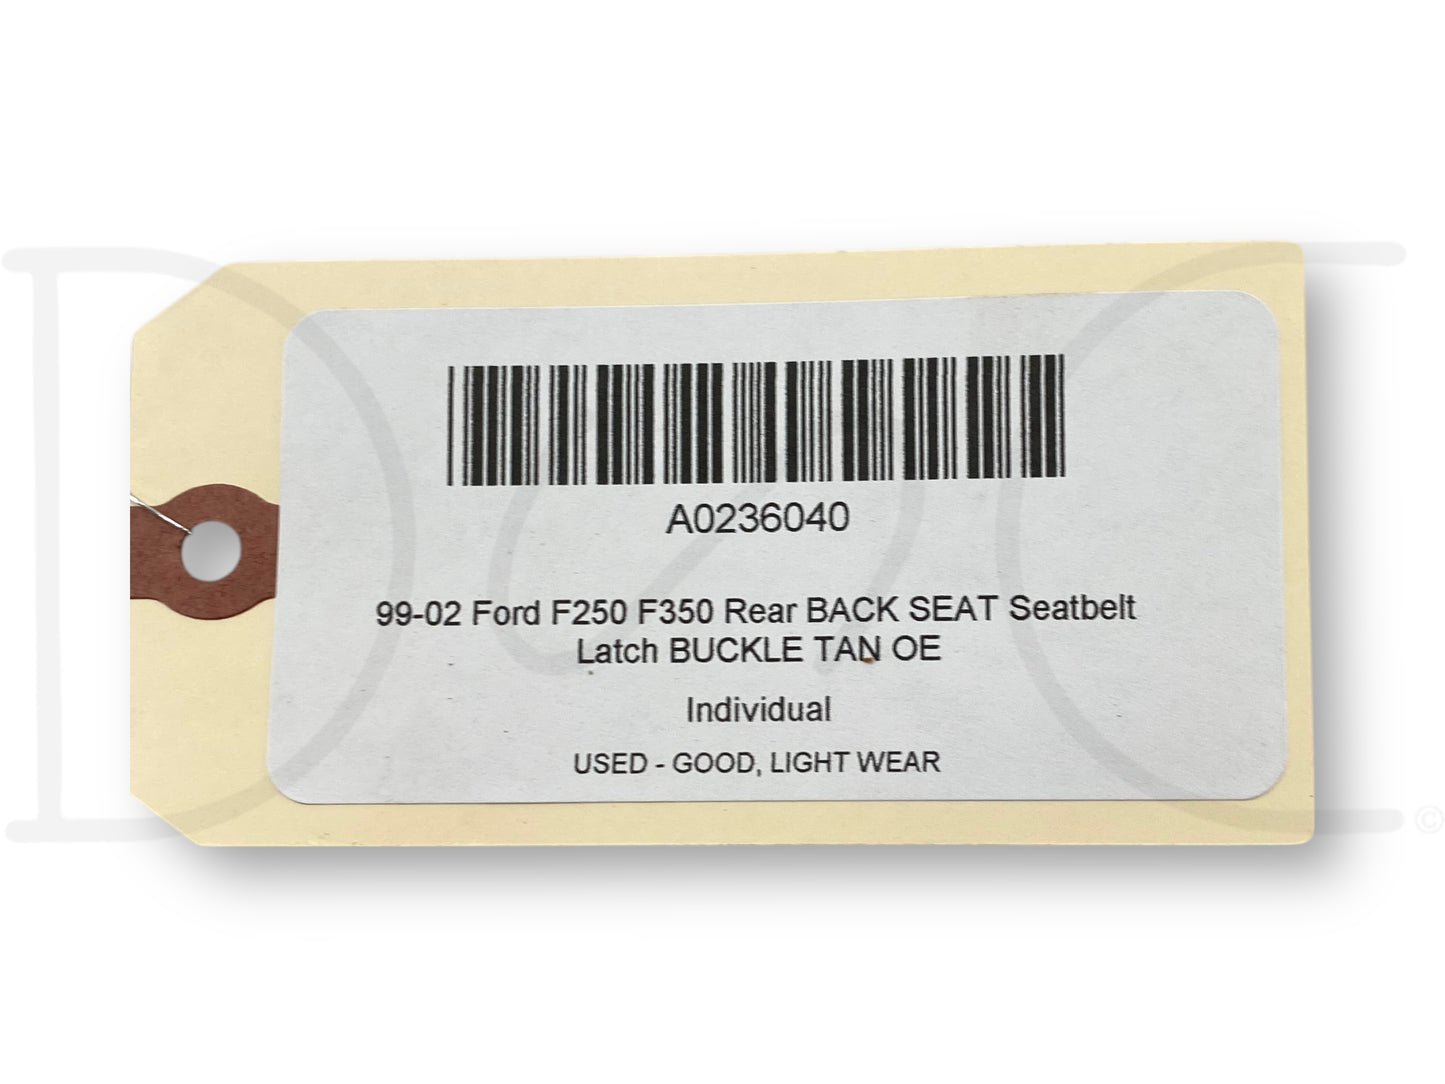 A0236040
99-02 Ford F250 F350 Rear BACK SEAT Seatbelt
Latch BUCKLE TAN OE
Individual
USED - GOOD, LIGHT WEAR
D&C
©